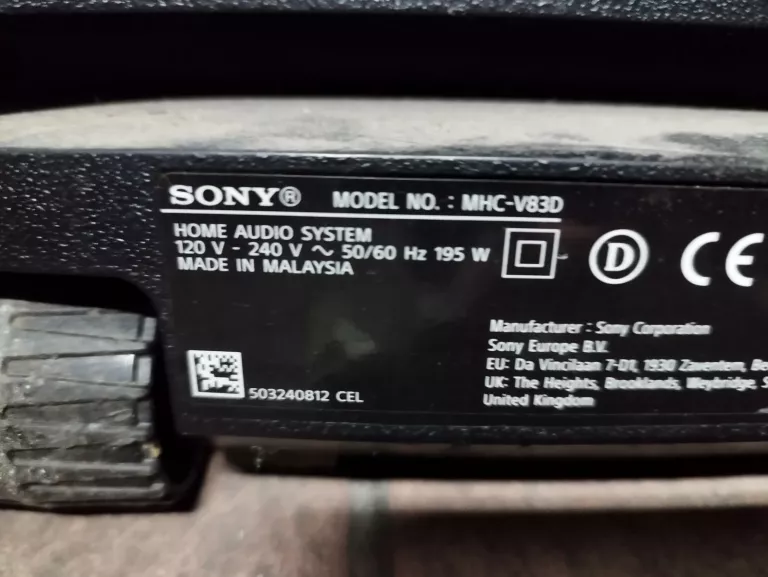 SONY® MODEL NO. : MHC-V83D
HOME AUDIO SYSTEM
120 V - 240 V ~ 50/60 Hz 195 W
MADE IN MALAYSIA
D
CE
Manufacturer : Sony Corporation
Sony Europe B.V.
EU: Da Vincilaan 7-D1, 1930 Zaventem,
UK: The Heights, Brooklands, Weybridge,
United Kingdom
503240812 CEL